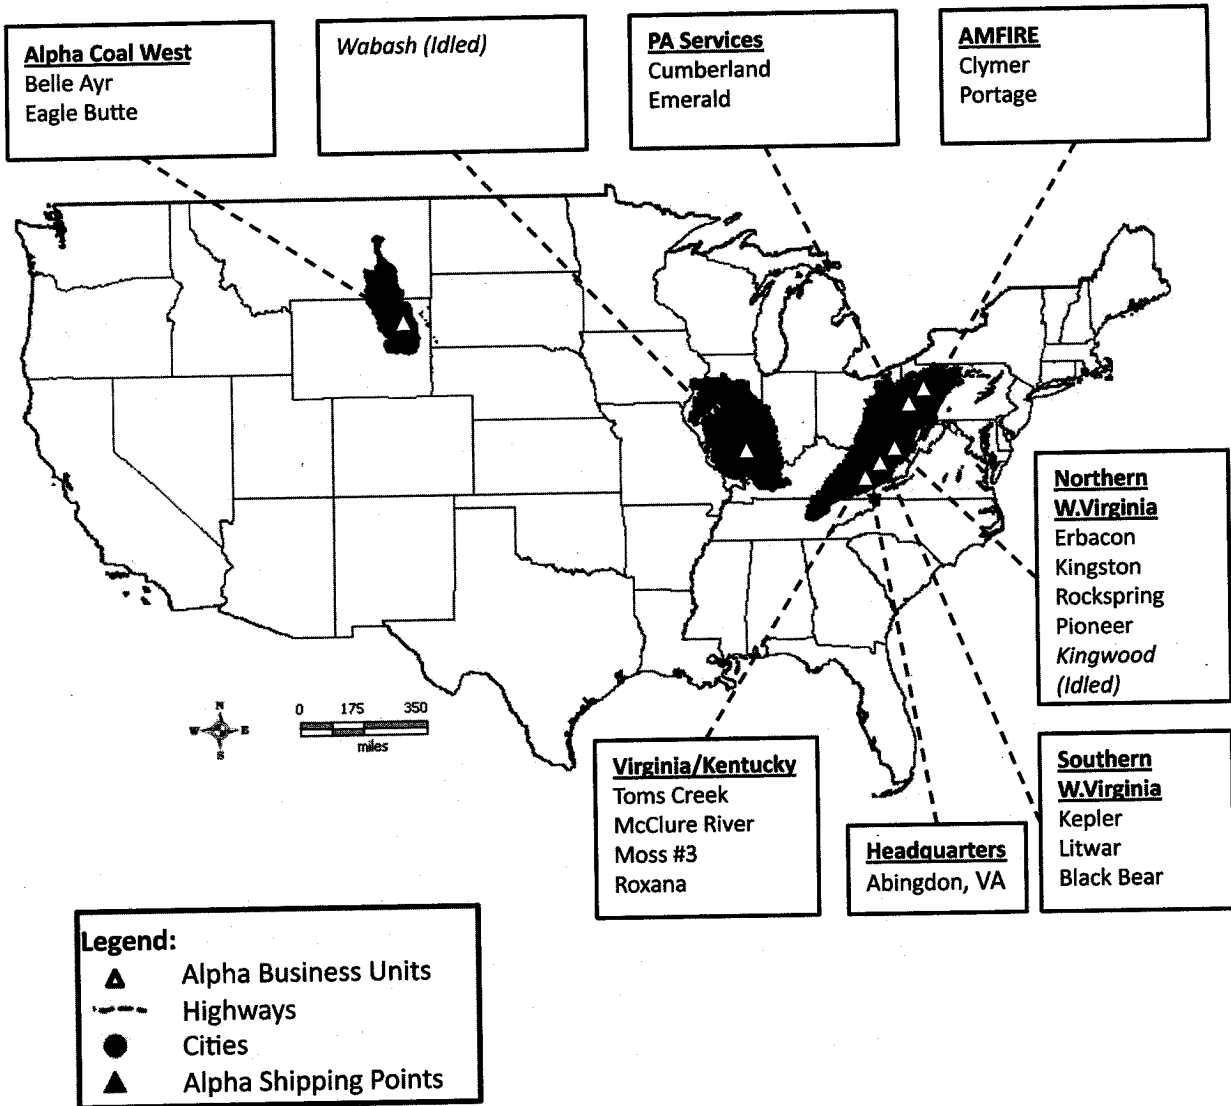 Alpha Coal West
Belle Ayr
Eagle Butte
Wabash (Idled)
PA Services
Cumberland
Emerald
AMFIRE
Clymer
Portage
Northern
W.Virginia
Erbacon
Kingston
Rockspring
Pioneer
Kingwood
(Idled)
N
W E
S
0 175 350
miles
Virginia/Kentucky
Toms Creek
McClure River
Moss #3
Roxana
Headquarters
Abingdon, VA
Southern
W.Virginia
Kepler
Litwar
Black Bear
Legend:
Alpha Business Units
Highways
Cities
Alpha Shipping Points